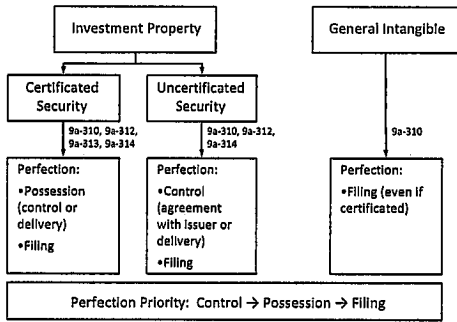 Investment Property
General Intangible
Certificated
Security
Uncertificated
Security
9a-310, 9a-312,
9a-313, 9a-314
9a-310, 9a-312,
9a-314
9a-310
Perfection:
•Possession
(control or
delivery)
•Filing
Perfection:
•Control
(agreement
with issuer or
delivery)
•Filing
Perfection:
•Filing (even if
certificated)
Perfection Priority: Control → Possession → Filing